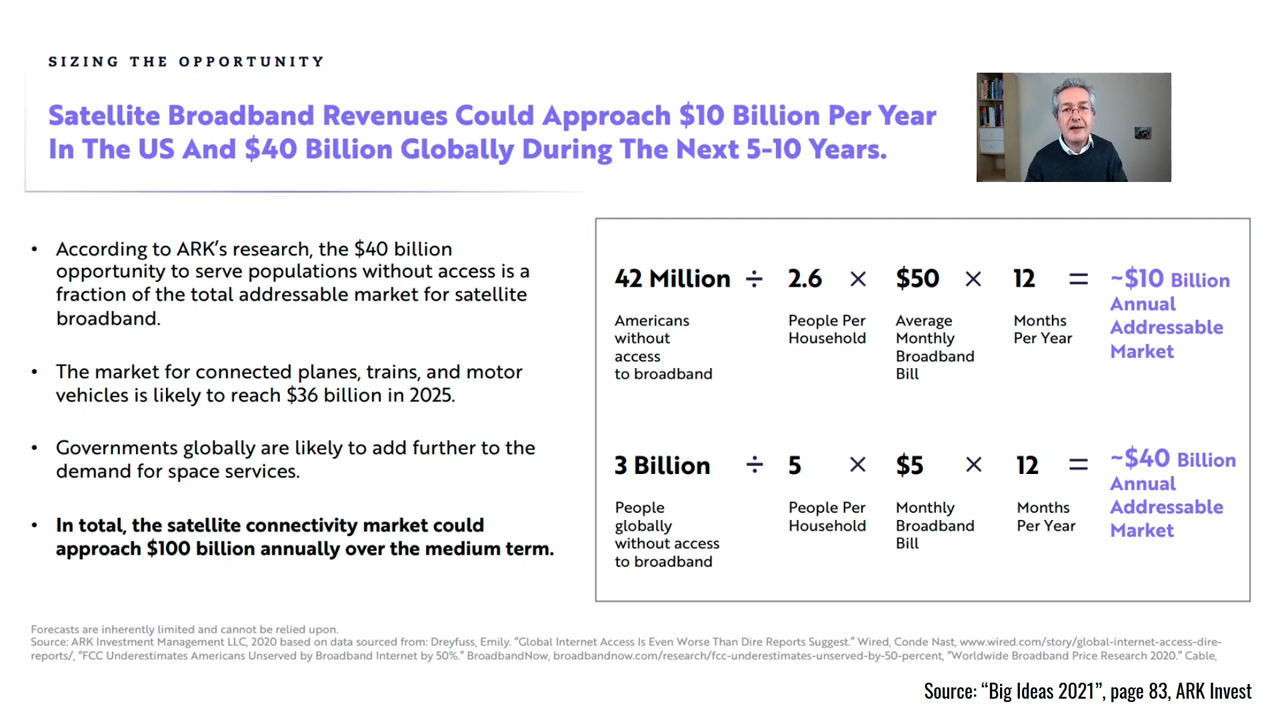 SIZING THE OPPORTUNITY
Satellite Broadband Revenues Could Approach $10 Billion Per Year
In The US And $40 Billion Globally During The Next 5-10 Years.
• According to ARK’s research, the $40 billion
opportunity to serve populations without access is a
fraction of the total addressable market for satellite
broadband.
• The market for connected planes, trains, and motor
vehicles is likely to reach $36 billion in 2025.
• Governments globally are likely to add further to the
demand for space services.
• In total, the satellite connectivity market could
approach $100 billion annually over the medium term.
42 Million ÷ 2.6 × $50 × 12 = ~$10 Billion
Annual
Addressable
Market
Americans
without
access
to broadband
People Per
Household
Average
Monthly
Broadband
Bill
Months
Per Year
3 Billion ÷ 5 × $5 × 12 = ~$40 Billion
Annual
Addressable
Market
People
globally
without access
to broadband
People Per
Household
Monthly
Broadband
Bill
Months
Per Year
Forecasts are inherently limited and cannot be relied upon.
Source: ARK Investment Management LLC, 2020 based on data sourced from: Dreyfuss, Emily. “Global Internet Access Is Even Worse Than Dire Reports Suggest.” Wired, Conde Nast, www.wired.com/story/global-internet-access-dire-
reports/, “FCC Underestimates Americans Unserved by Broadband Internet by 50%.” BroadbandNow, broadbandnow.com/research/fcc-underestimates-unserved-by-50-percent, “Worldwide Broadband Price Research 2020.” Cable,
Source: “Big Ideas 2021”, page 83, ARK Invest